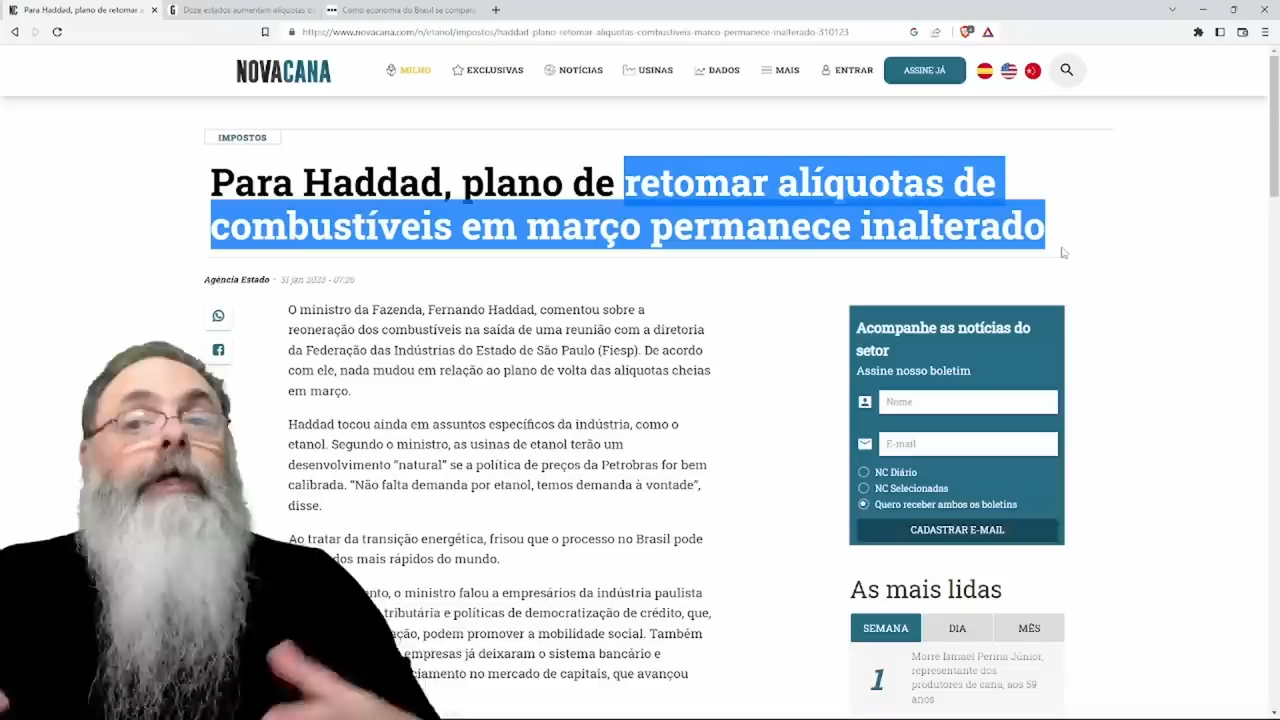 Para Haddad, plano de retomar a
Doze estados aumentam alíquotas d
Como economia do Brasil se compara
https://www.novacana.com/n/etanol/impostos/haddad-plano-retomar-aliquotas-combustiveis-marco-permanece-inalterado-310123
NOVACANA
MILHO
EXCLUSIVAS
NOTÍCIAS
USINAS
DADOS
MAIS
ENTRAR
ASSINE JÁ
IMPOSTOS
Para Haddad, plano de retomar alíquotas de
combustíveis em março permanece inalterado
Agência Estado - 31 jan 2023 - 07:26
O ministro da Fazenda, Fernando Haddad, comentou sobre a
reoneração dos combustíveis na saída de uma reunião com a diretoria
da Federação das Indústrias do Estado de São Paulo (Fiesp). De acordo
com ele, nada mudou em relação ao plano de volta das alíquotas cheias
em março.
Haddad tocou ainda em assuntos específicos da indústria, como o
etanol. Segundo o ministro, as usinas de etanol terão um
desenvolvimento “natural” se a política de preços da Petrobras for bem
calibrada. “Não falta demanda por etanol, temos demanda à vontade”,
disse.
Ao tratar da transição energética, frisou que o processo no Brasil pode
dos mais rápidos do mundo.
nto, o ministro falou a empresários da indústria paulista
tributária e políticas de democratização de crédito, que,
ação, podem promover a mobilidade social. Também
empresas já deixaram o sistema bancário e
ciamento no mercado de capitais, que avançou
Acompanhe as notícias do
setor
Assine nosso boletim
Nome
E-mail
NC Diário
NC Selecionadas
Quero receber ambos os boletins
CADASTRAR E-MAIL
As mais lidas
SEMANA
DIA
MÊS
1
Morre Ismael Perina Júnior,
representante dos
produtores de cana, aos 59
anos